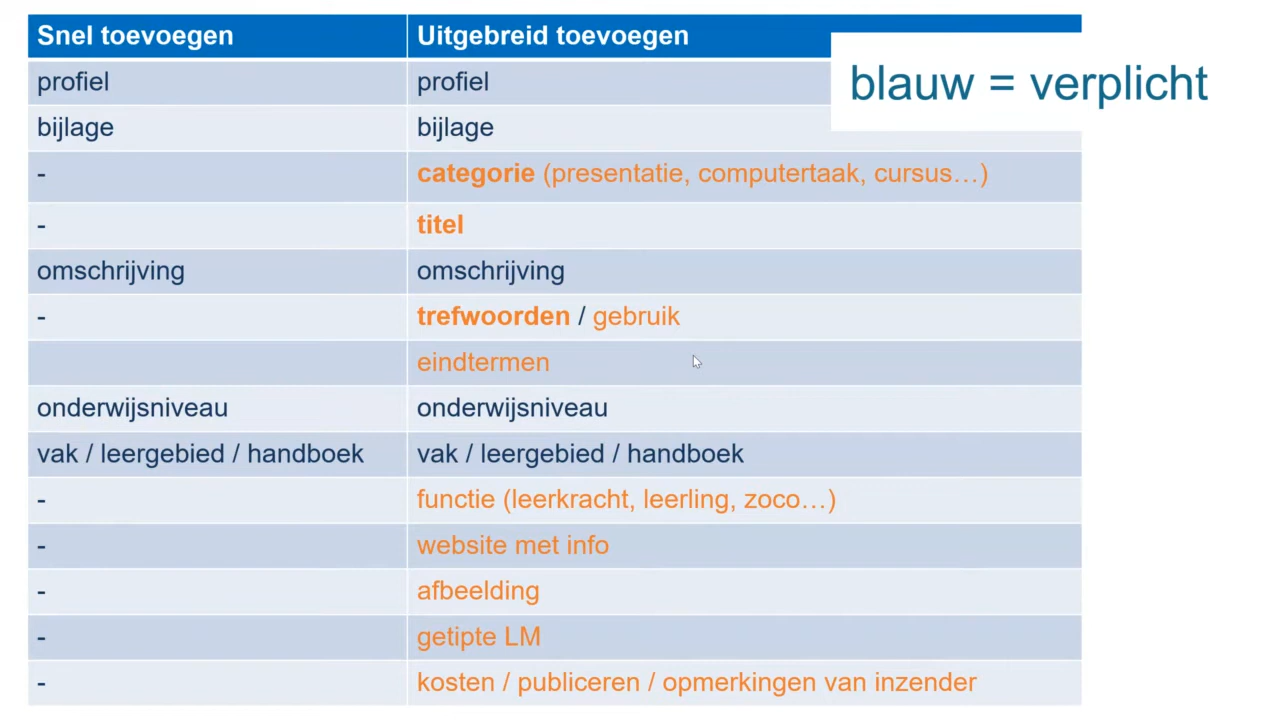 Snel toevoegen Uitgebreid toevoegen
blauw = verplicht
profiel profiel
bijlage bijlage
- categorie (presentatie, computertaak, cursus…)
- titel
omschrijving omschrijving
- trefwoorden / gebruik
eindtermen
onderwijsniveau onderwijsniveau
vak / leergebied / handboek vak / leergebied / handboek
- functie (leerkracht, leerling, zoco…)
- website met info
- afbeelding
- getipte LM
- kosten / publiceren / opmerkingen van inzender